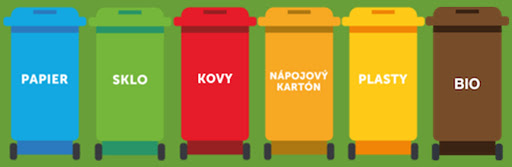 PAPIER
SKLO
KOVY
NÁPOJOVÝ
KARTÓN
PLASTY
BIO